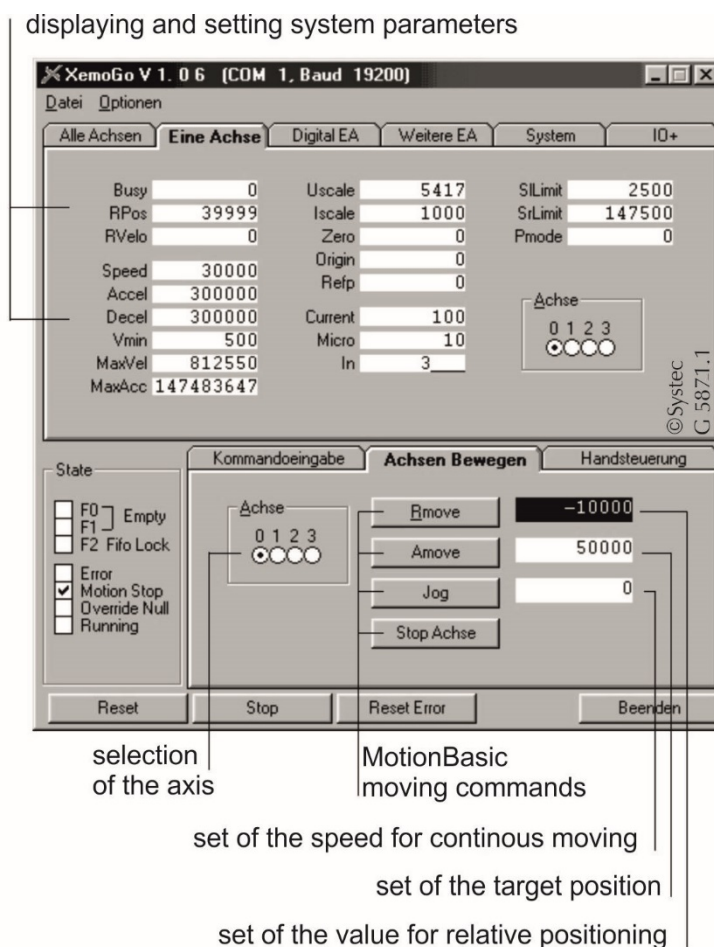 displaying and setting system parameters
XemoGo V 1. 0 6 (COM 1, Baud 19200)
Datei Optionen
Alle Achsen Eine Achse Digital EA Weitere EA System IO+
Busy 0 Uscale 5417 SlLimit 2500
RPos 39999 Iscale 1000 SrLimit 147500
RVelo 0 Zero 0 Pmode 0
Origin 0
Speed 30000 Refp 0
Accel 300000
Decel 300000 Current 100 Achse
Vmin 500 Micro 10 0 1 2 3
MaxVel 812550 In 3__
MaxAcc 147483647
©Systec
G 5871.1
State
F0
F1 Empty
F2 Fifo Lock
Error
Motion Stop
Override Null
Running
Kommandoeingabe Achsen Bewegen Handsteuerung
Achse
0 1 2 3
Rmove -10000
Amove 50000
Jog 0
Stop Achse
Reset Stop Reset Error Beenden
selection
of the axis
MotionBasic
moving commands
set of the speed for continous moving
set of the target position
set of the value for relative positioning